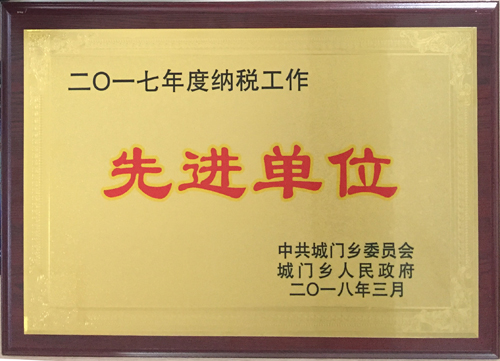 二〇一七年度纳税工作
先进单位
中共城门乡委员会
城门乡人民政府
二〇一八年三月